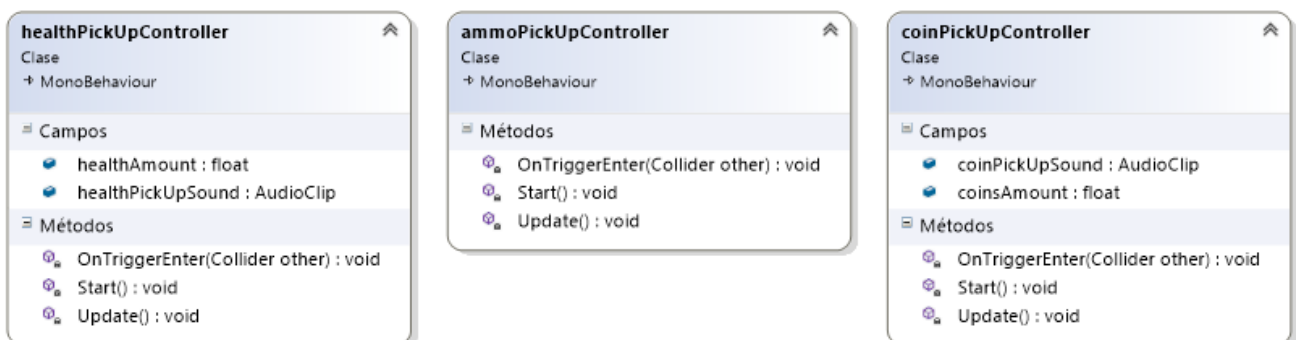 healthPickUpController
Clase
MonoBehaviour
Campos
healthAmount : float
healthPickUpSound : AudioClip
Métodos
OnTriggerEnter(Collider other) : void
Start() : void
Update() : void
ammoPickUpController
Clase
MonoBehaviour
Métodos
OnTriggerEnter(Collider other) : void
Start() : void
Update() : void
coinPickUpController
Clase
MonoBehaviour
Campos
coinPickUpSound : AudioClip
coinsAmount : float
Métodos
OnTriggerEnter(Collider other) : void
Start() : void
Update() : void